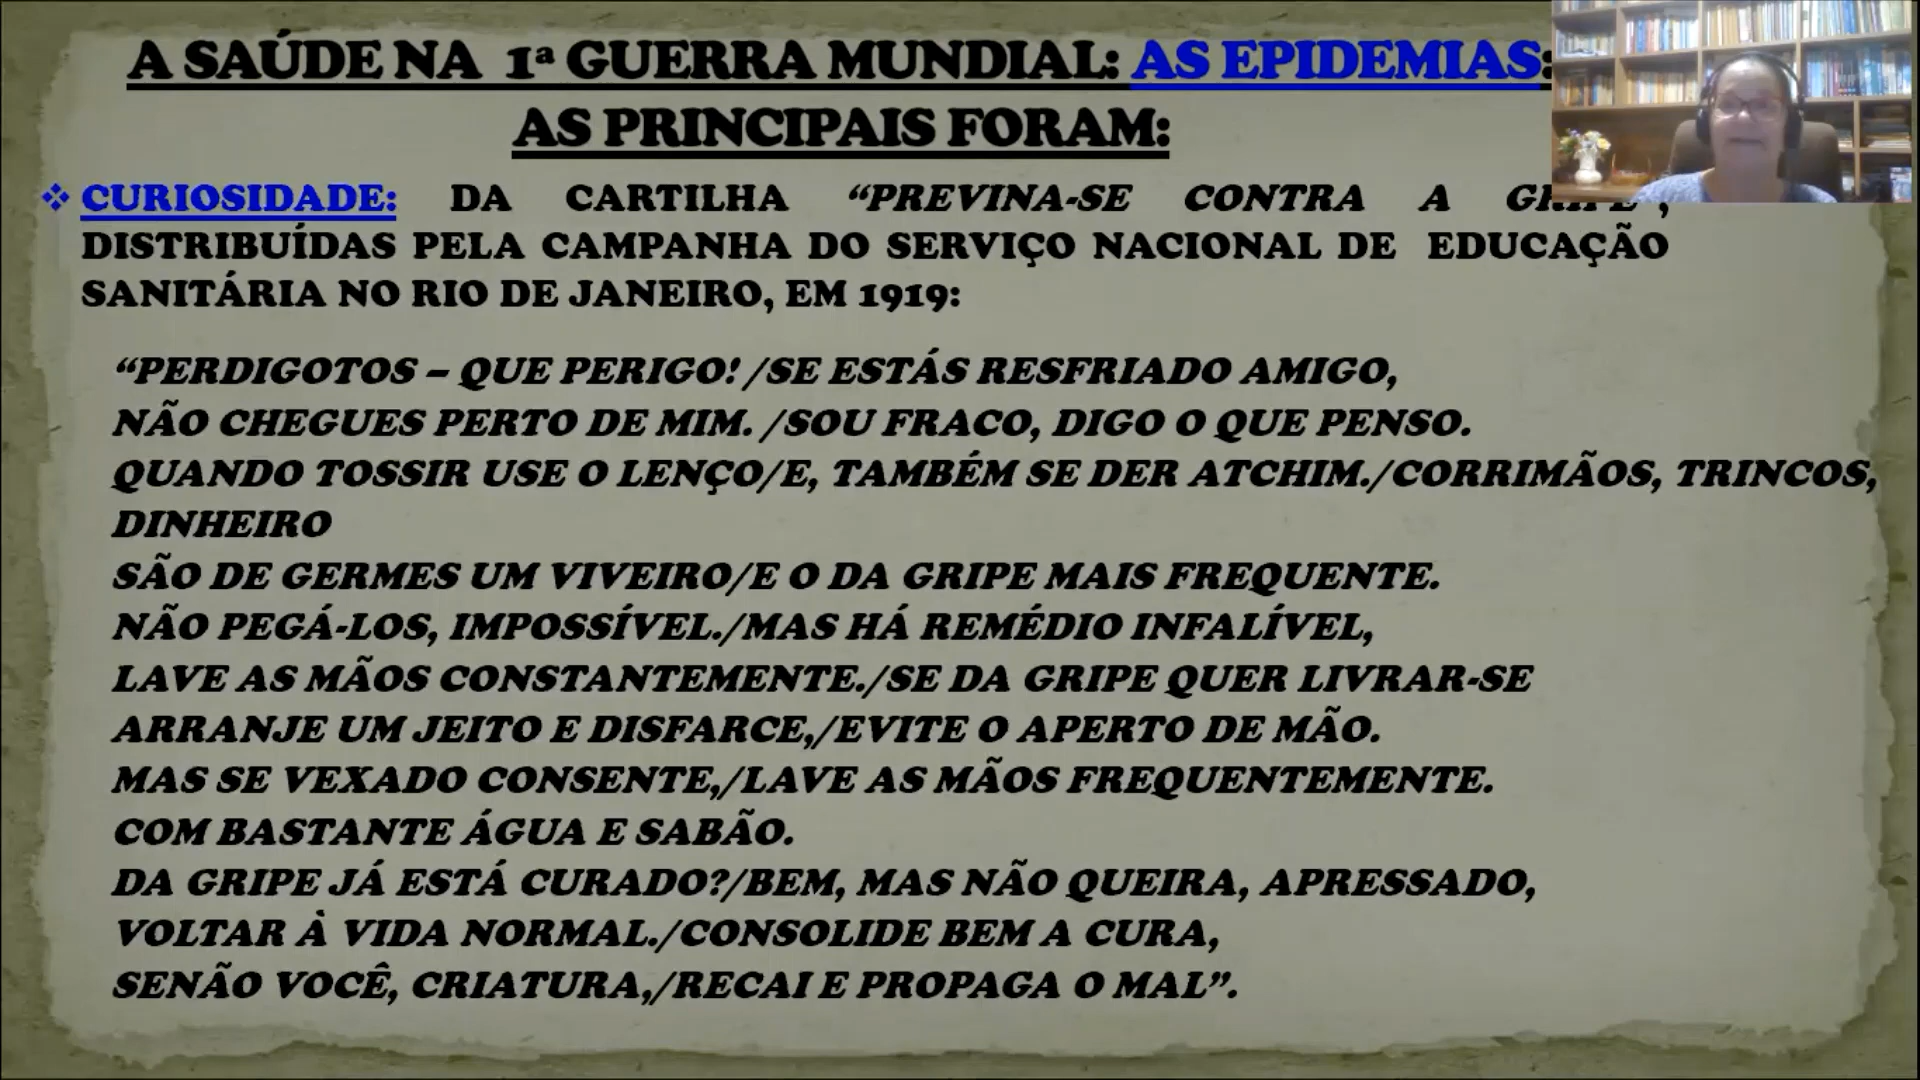 A SAÚDE NA 1ª GUERRA MUNDIAL: AS EPIDEMIAS:
AS PRINCIPAIS FORAM:
❖ CURIOSIDADE: DA CARTILHA “PREVINA-SE CONTRA A GRIPE”,
DISTRIBUÍDAS PELA CAMPANHA DO SERVIÇO NACIONAL DE EDUCAÇÃO
SANITÁRIA NO RIO DE JANEIRO, EM 1919:
“PERDIGOTOS – QUE PERIGO! /SE ESTÁS RESFRIADO AMIGO,
NÃO CHEGUES PERTO DE MIM. /SOU FRACO, DIGO O QUE PENSO.
QUANDO TOSSIR USE O LENÇO/E, TAMBÉM SE DER ATCHIM./CORRIMÃOS, TRINCOS,
DINHEIRO
SÃO DE GERMES UM VIVEIRO/E O DA GRIPE MAIS FREQUENTE.
NÃO PEGÁ-LOS, IMPOSSÍVEL./MAS HÁ REMÉDIO INFALÍVEL,
LAVE AS MÃOS CONSTANTEMENTE./SE DA GRIPE QUER LIVRAR-SE
ARRANJE UM JEITO E DISFARCE,/EVITE O APERTO DE MÃO.
MAS SE VEXADO CONSENTE,/LAVE AS MÃOS FREQUENTEMENTE.
COM BASTANTE ÁGUA E SABÃO.
DA GRIPE JÁ ESTÁ CURADO?/BEM, MAS NÃO QUEIRA, APRESSADO,
VOLTAR À VIDA NORMAL./CONSOLIDE BEM A CURA,
SENÃO VOCÊ, CRIATURA,/RECAI E PROPAGA O MAL”.